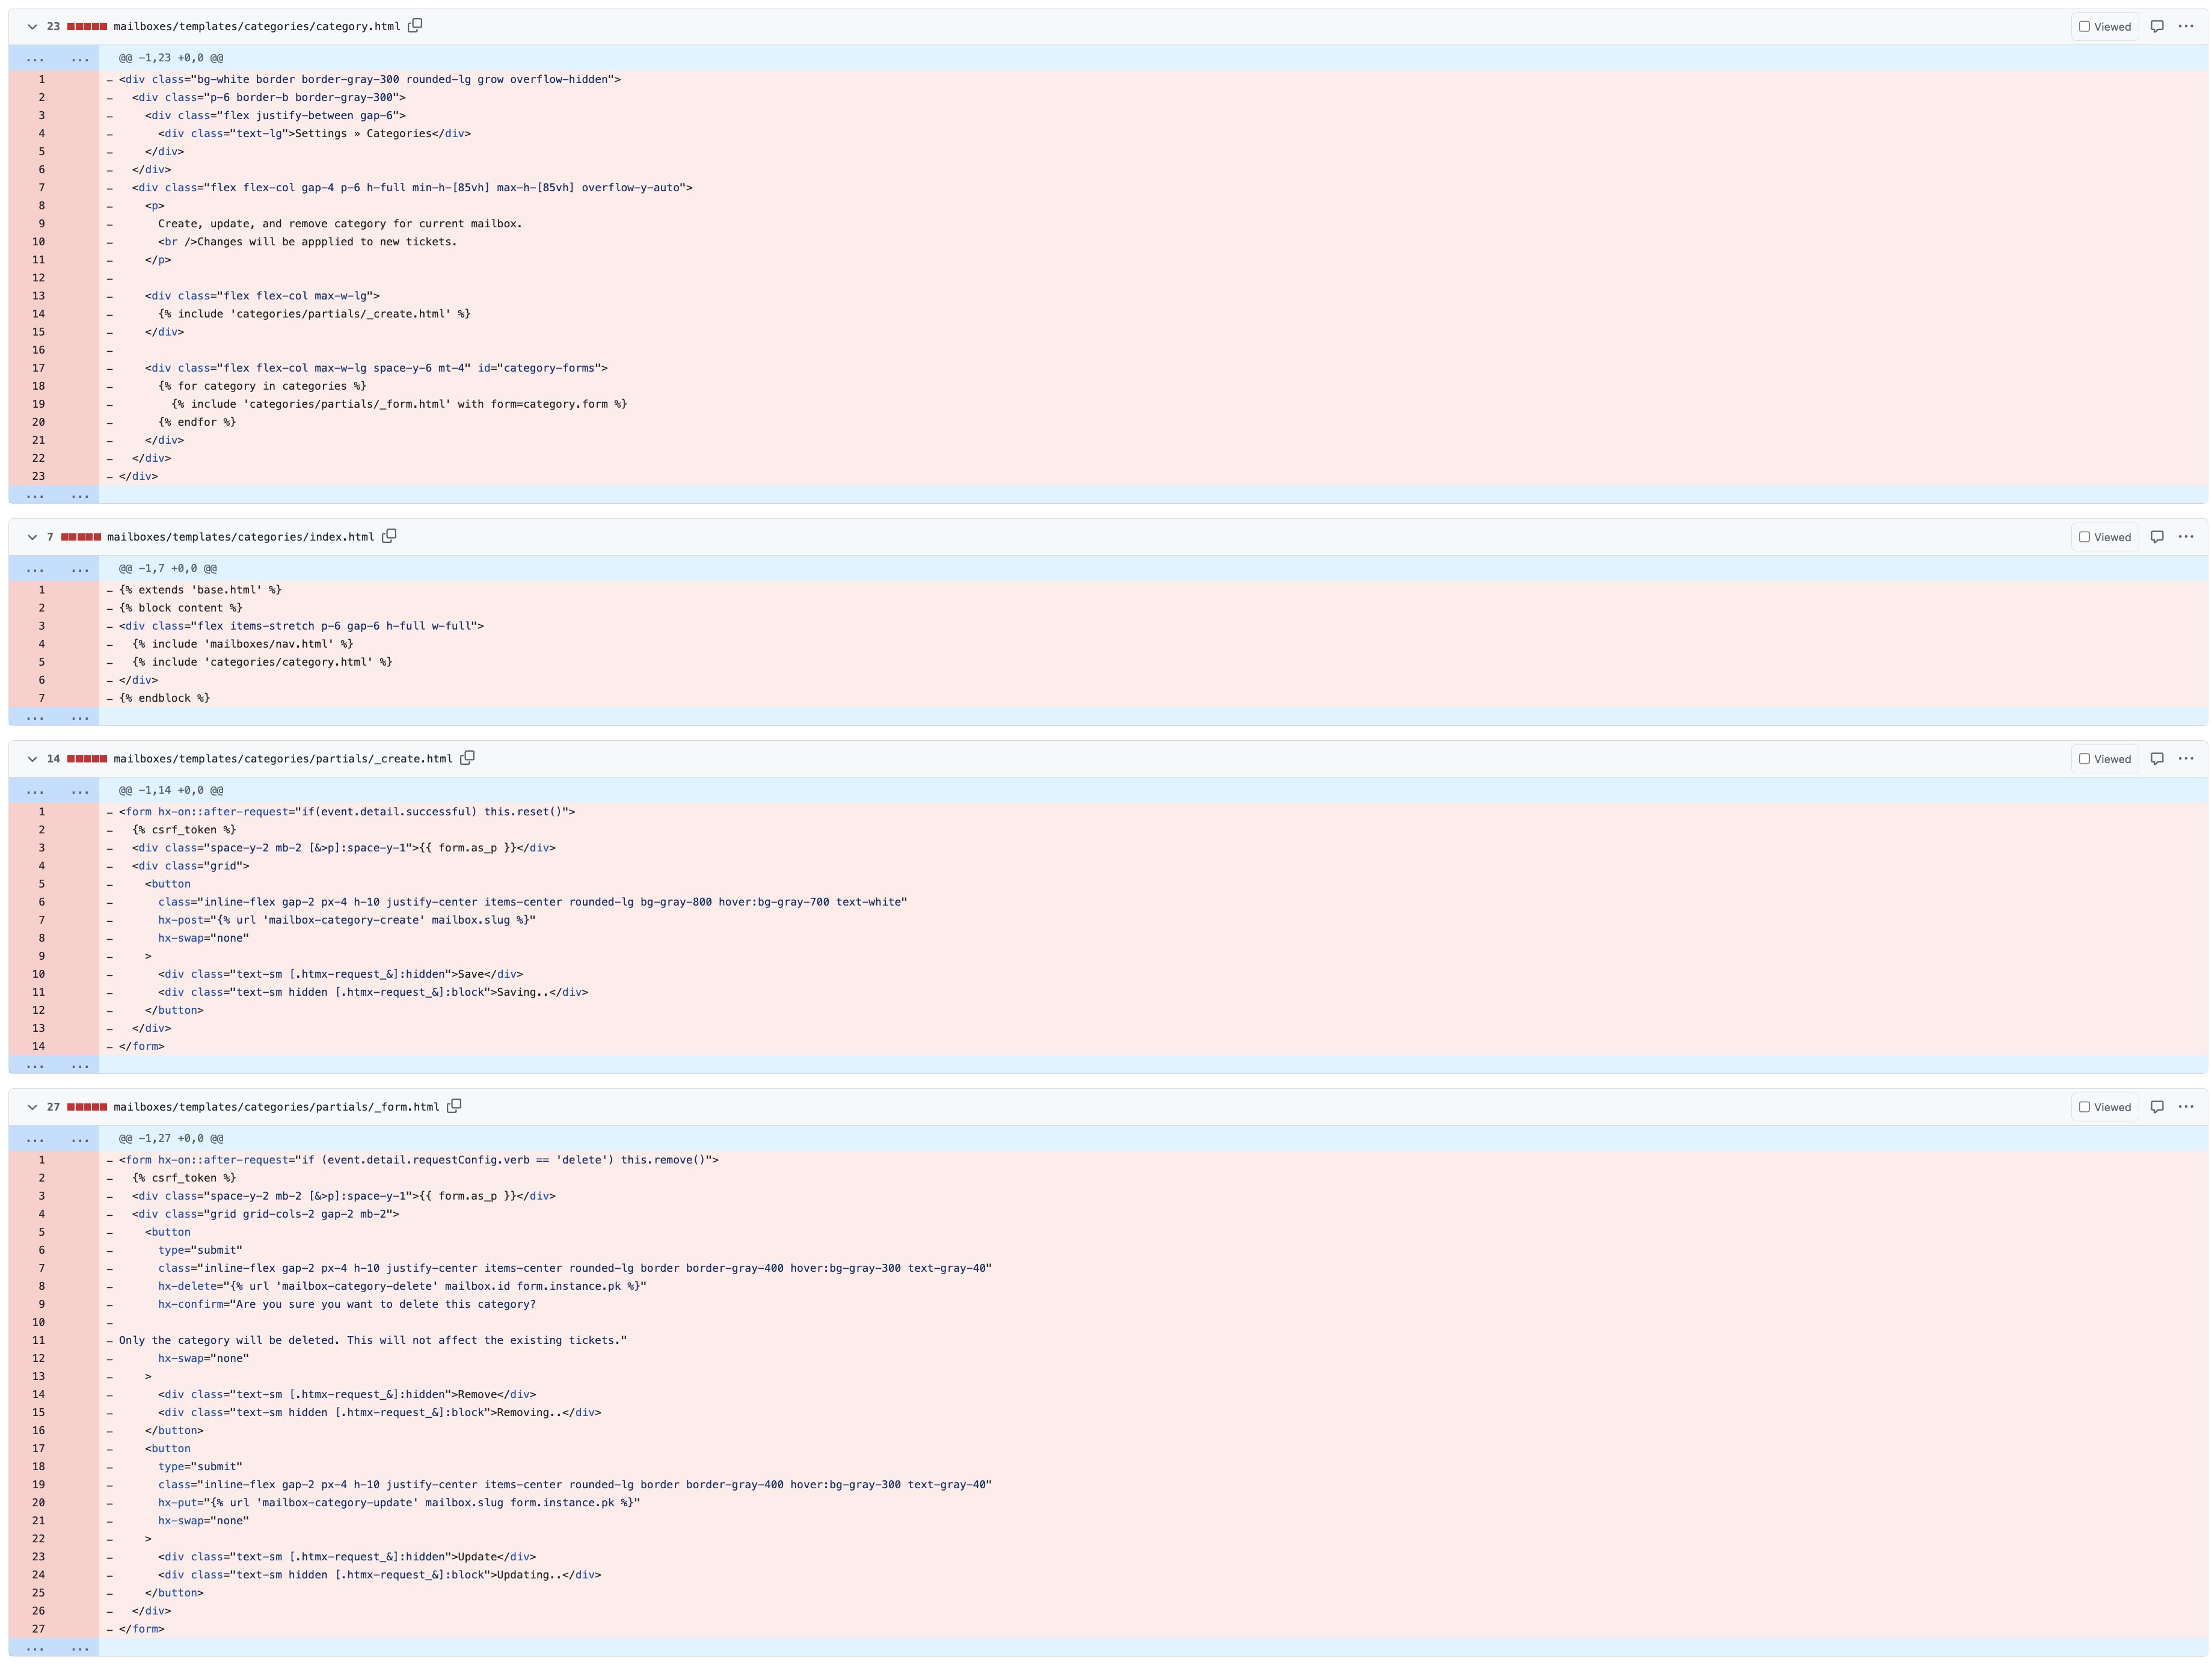 23 mailboxes/templates/categories/category.html Viewed ...
... ... @@ -1,23 +0,0 @@
1 – <div class="bg-white border border-gray-300 rounded-lg grow overflow-hidden">
2 –   <div class="p-6 border-b border-gray-300">
3 –     <div class="flex justify-between gap-6">
4 –       <div class="text-lg">Settings » Categories</div>
5 –     </div>
6 –   </div>
7 –   <div class="flex flex-col gap-4 p-6 h-full min-h-[85vh] max-h-[85vh] overflow-y-auto">
8 –     <p>
9 –       Create, update, and remove category for current mailbox.
10 –       <br />Changes will be appplied to new tickets.
11 –     </p>
12 –
13 –     <div class="flex flex-col max-w-lg">
14 –       {% include 'categories/partials/_create.html' %}
15 –     </div>
16 –
17 –     <div class="flex flex-col max-w-lg space-y-6 mt-4" id="category-forms">
18 –       {% for category in categories %}
19 –         {% include 'categories/partials/_form.html' with form=category.form %}
20 –       {% endfor %}
21 –     </div>
22 –   </div>
23 – </div>
... ...
7 mailboxes/templates/categories/index.html Viewed ...
... ... @@ -1,7 +0,0 @@
1 – {% extends 'base.html' %}
2 – {% block content %}
3 – <div class="flex items-stretch p-6 gap-6 h-full w-full">
4 –   {% include 'mailboxes/nav.html' %}
5 –   {% include 'categories/category.html' %}
6 – </div>
7 – {% endblock %}
... ...
14 mailboxes/templates/categories/partials/_create.html Viewed ...
... ... @@ -1,14 +0,0 @@
1 – <form hx-on::after-request="if(event.detail.successful) this.reset()">
2 –   {% csrf_token %}
3 –   <div class="space-y-2 mb-2 [&>p]:space-y-1">{{ form.as_p }}</div>
4 –   <div class="grid">
5 –     <button
6 –       class="inline-flex gap-2 px-4 h-10 justify-center items-center rounded-lg bg-gray-800 hover:bg-gray-700 text-white"
7 –       hx-post="{% url 'mailbox-category-create' mailbox.slug %}"
8 –       hx-swap="none"
9 –     >
10 –       <div class="text-sm [.htmx-request_&]:hidden">Save</div>
11 –       <div class="text-sm hidden [.htmx-request_&]:block">Saving..</div>
12 –     </button>
13 –   </div>
14 – </form>
... ...
27 mailboxes/templates/categories/partials/_form.html Viewed ...
... ... @@ -1,27 +0,0 @@
1 – <form hx-on::after-request="if (event.detail.requestConfig.verb == 'delete') this.remove()">
2 –   {% csrf_token %}
3 –   <div class="space-y-2 mb-2 [&>p]:space-y-1">{{ form.as_p }}</div>
4 –   <div class="grid grid-cols-2 gap-2 mb-2">
5 –     <button
6 –       type="submit"
7 –       class="inline-flex gap-2 px-4 h-10 justify-center items-center rounded-lg border border-gray-400 hover:bg-gray-300 text-gray-40"
8 –       hx-delete="{% url 'mailbox-category-delete' mailbox.id form.instance.pk %}"
9 –       hx-confirm="Are you sure you want to delete this category?
10 –
11 – Only the category will be deleted. This will not affect the existing tickets."
12 –       hx-swap="none"
13 –     >
14 –       <div class="text-sm [.htmx-request_&]:hidden">Remove</div>
15 –       <div class="text-sm hidden [.htmx-request_&]:block">Removing..</div>
16 –     </button>
17 –     <button
18 –       type="submit"
19 –       class="inline-flex gap-2 px-4 h-10 justify-center items-center rounded-lg border border-gray-400 hover:bg-gray-300 text-gray-40"
20 –       hx-put="{% url 'mailbox-category-update' mailbox.slug form.instance.pk %}"
21 –       hx-swap="none"
22 –     >
23 –       <div class="text-sm [.htmx-request_&]:hidden">Update</div>
24 –       <div class="text-sm hidden [.htmx-request_&]:block">Updating..</div>
25 –     </button>
26 –   </div>
27 – </form>
... ...